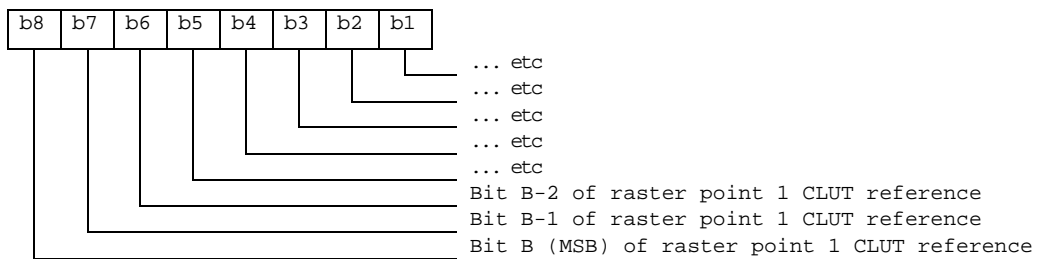 b8 b7 b6 b5 b4 b3 b2 b1
... etc
... etc
... etc
... etc
... etc
Bit B-2 of raster point 1 CLUT reference
Bit B-1 of raster point 1 CLUT reference
Bit B (MSB) of raster point 1 CLUT reference